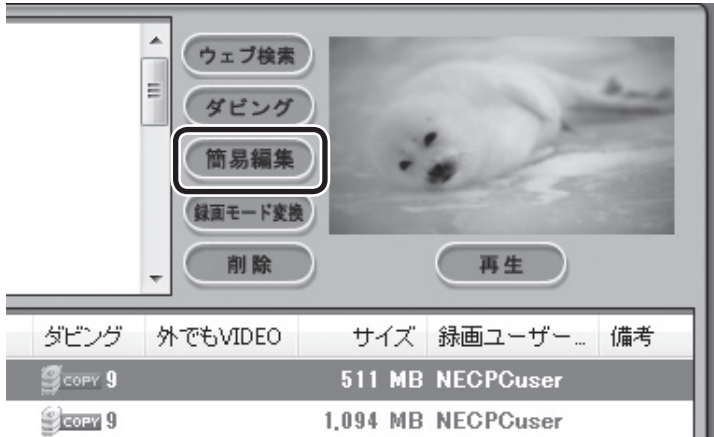 ウェブ検索
ダビング
簡易編集
録画モード変換
削除
再生
ダビング 外でもVIDEO サイズ 録画ユーザー... 備考
COPY 9 511 MB NECPCuser
COPY 9 1,094 MB NECPCuser